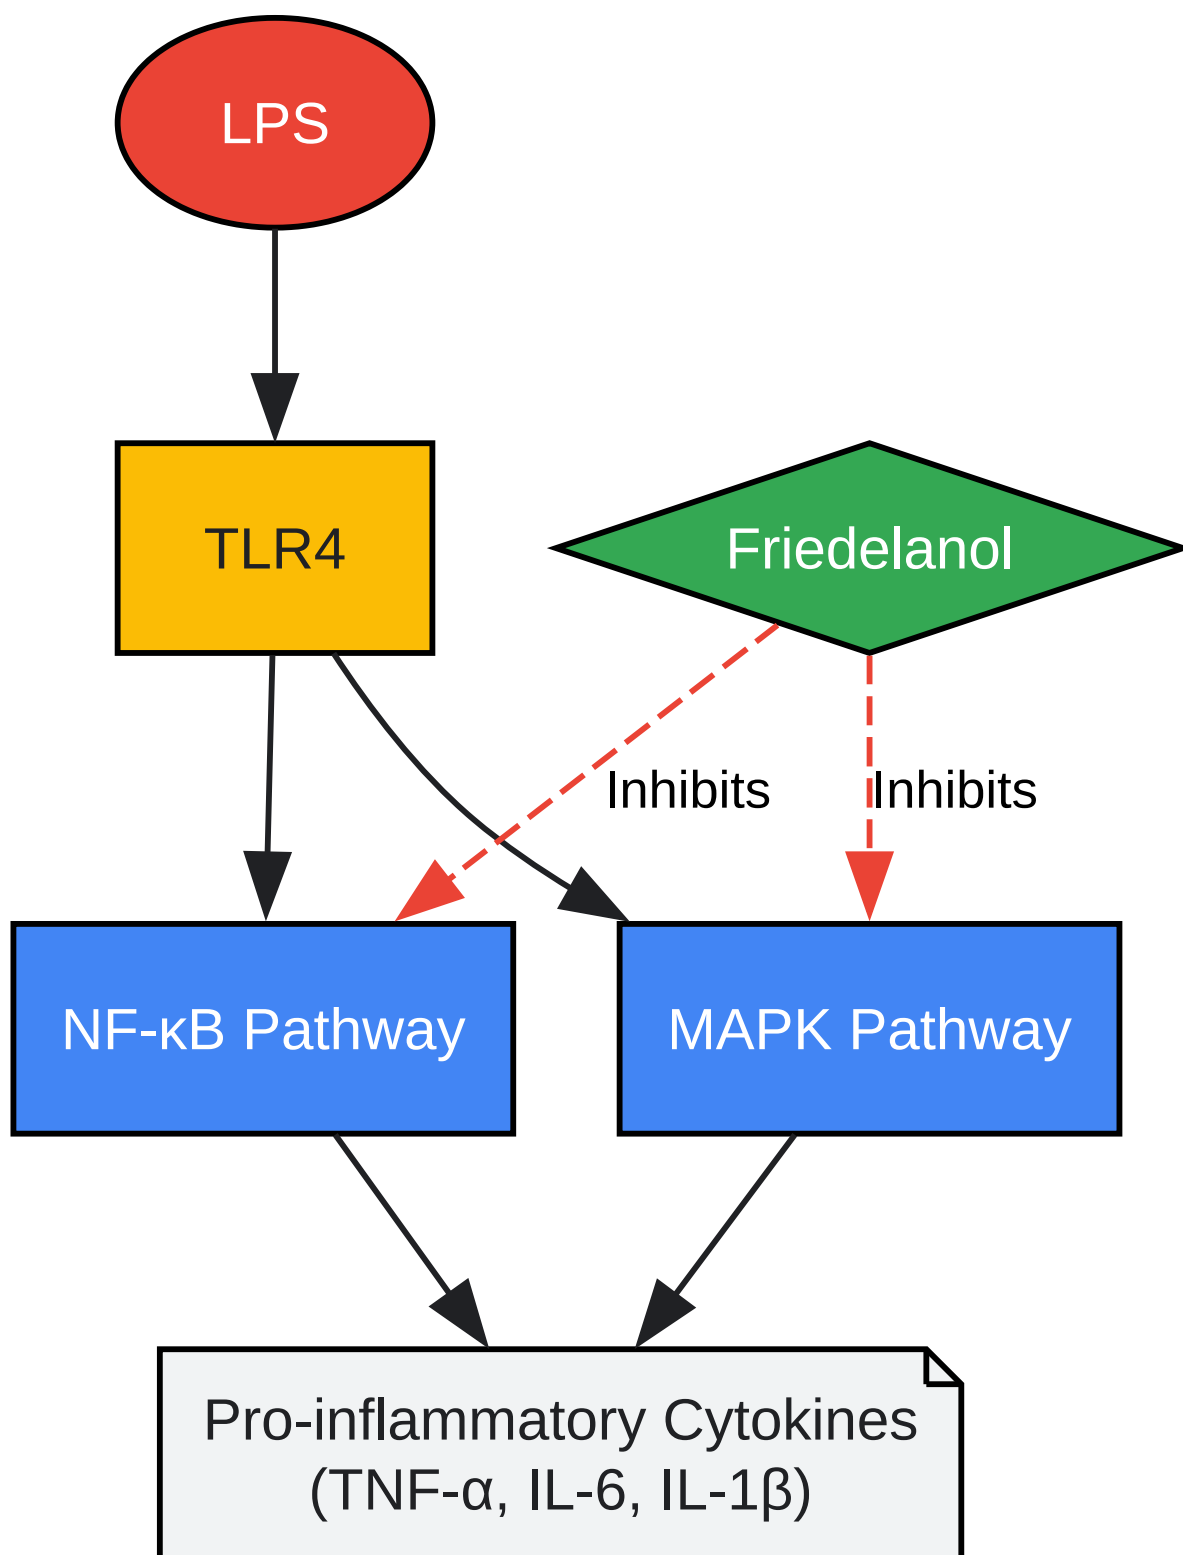 LPS
TLR4
Friedelanol
Inhibits
Inhibits
NF-κB Pathway
MAPK Pathway
Pro-inflammatory Cytokines
(TNF-α, IL-6, IL-1β)